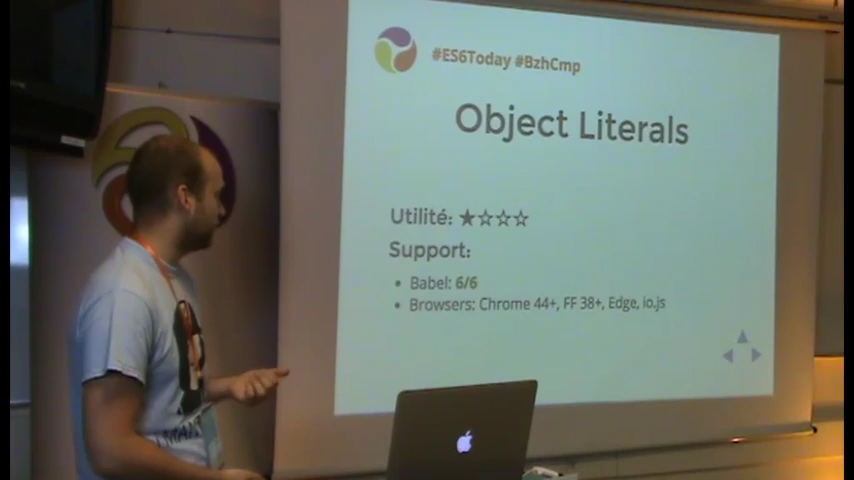 #ES6Today #BzhCmp
Object Literals
Utilité: ★☆☆☆
Support:
• Babel: 6/6
• Browsers: Chrome 44+, FF 38+, Edge, io.js